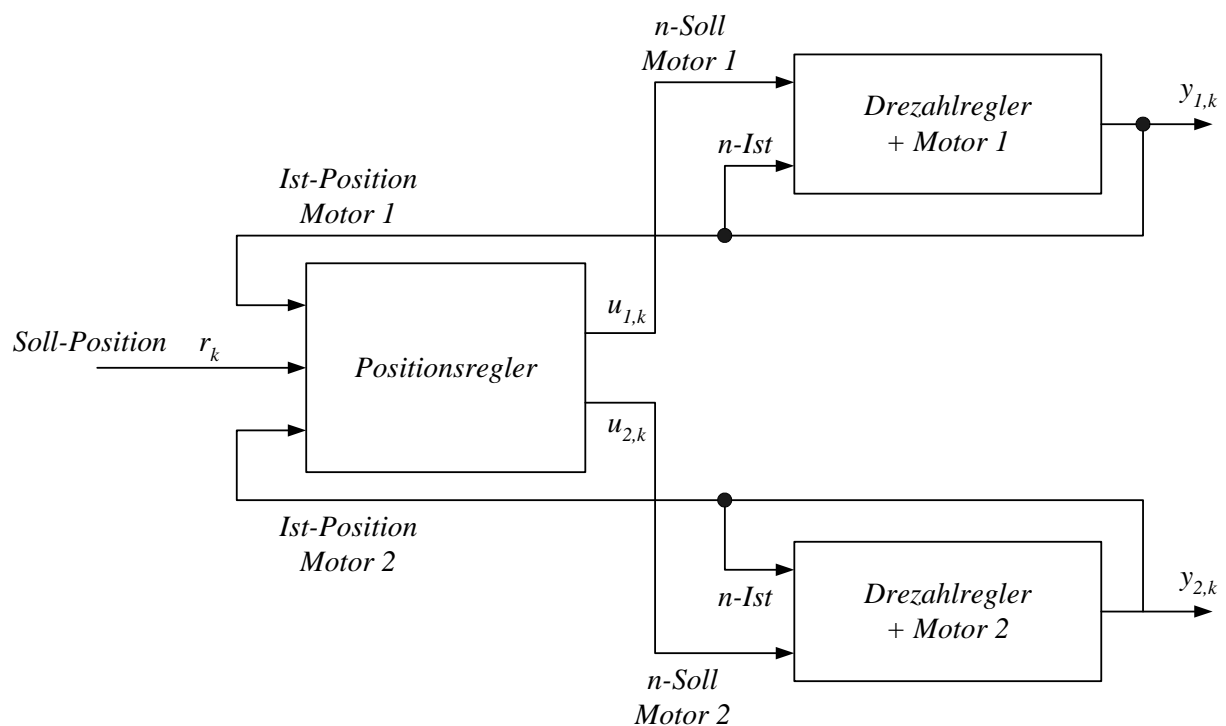 n-Soll
Motor 1
Drezahlregler
+ Motor 1
y1,k
n-Ist
Ist-Position
Motor 1
Soll-Position rk
Positionsregler
u1,k
u2,k
Ist-Position
Motor 2
n-Ist
Drezahlregler
+ Motor 2
y2,k
n-Soll
Motor 2